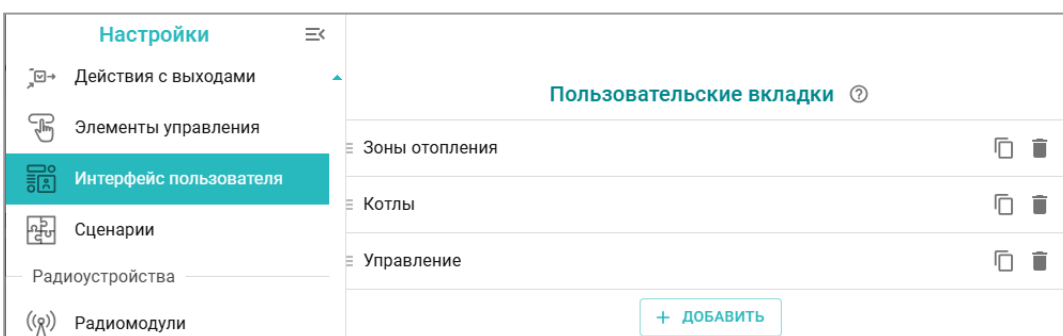 Настройки
Действия с выходами
Элементы управления
Интерфейс пользователя
Сценарии
Радиоустройства
Радиомодули
Пользовательские вкладки ?
Зоны отопления
Котлы
Управление
+ ДОБАВИТЬ